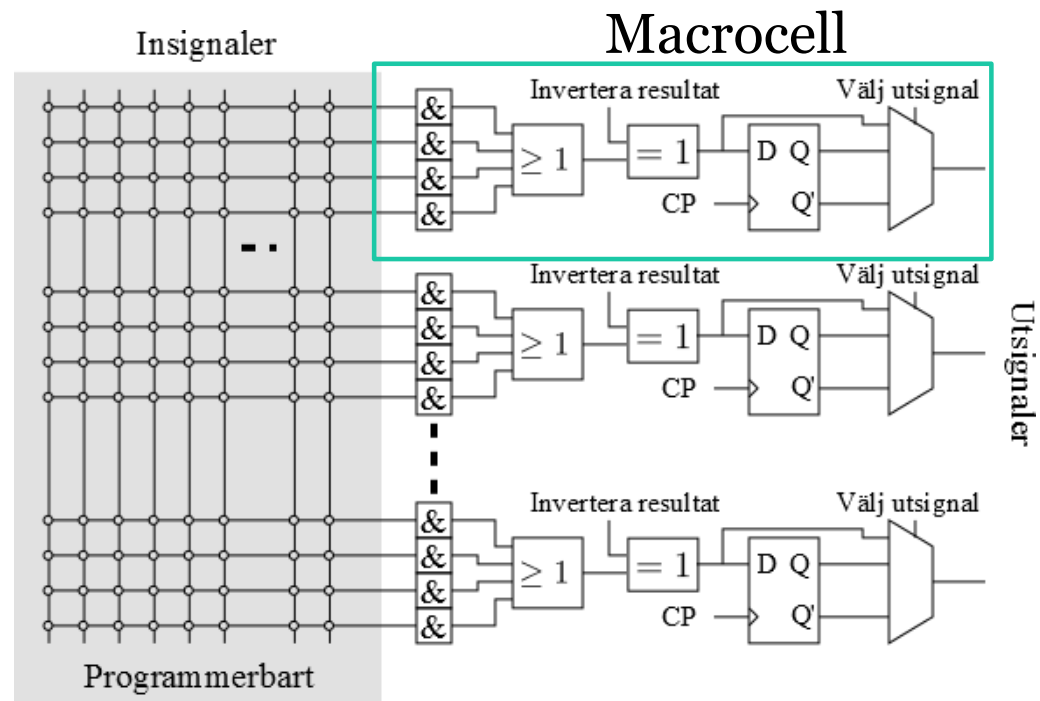 Macrocell
Insignaler
Invertera resultat
Välj utsignal
&
&
&
&
≥ 1
= 1
D Q
CP
Q'
Invertera resultat
Välj utsignal
&
&
&
&
≥ 1
= 1
D Q
CP
Q'
Utsignaler
Invertera resultat
Välj utsignal
&
&
&
&
≥ 1
= 1
D Q
CP
Q'
Programmerbart